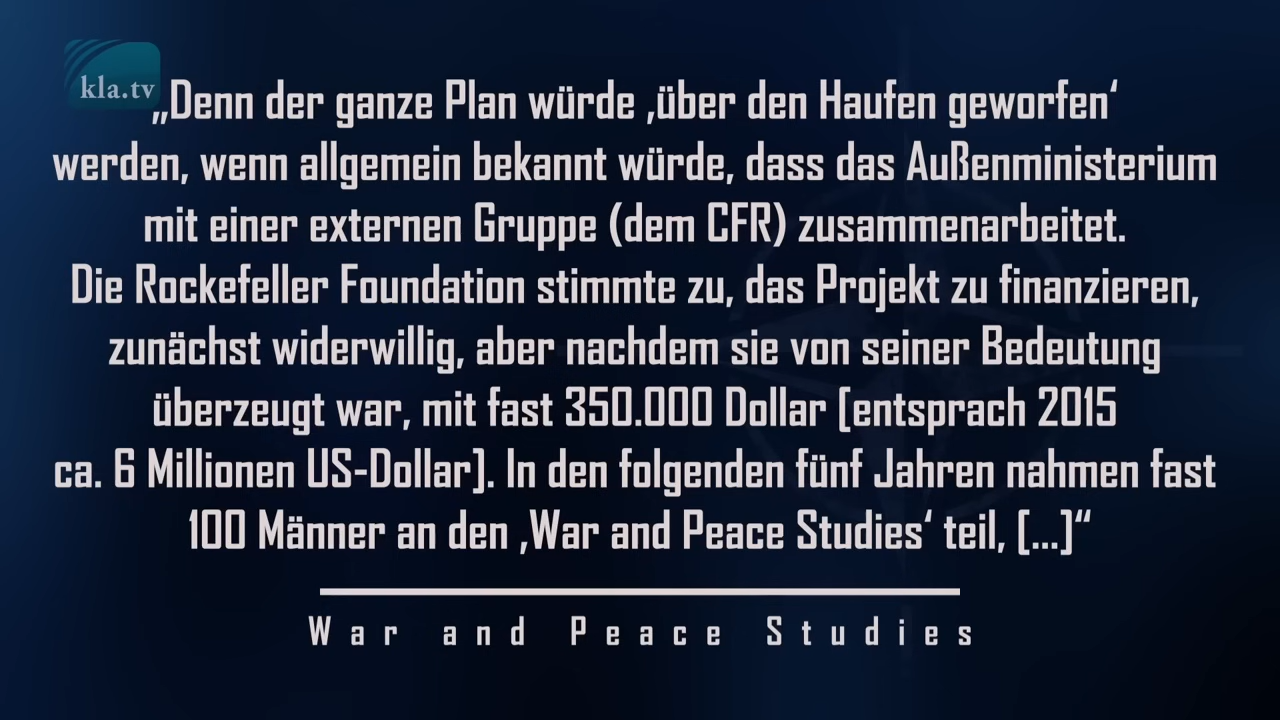 kla.tv
„Denn der ganze Plan würde ‚über den Haufen geworfen‘
werden, wenn allgemein bekannt würde, dass das Außenministerium
mit einer externen Gruppe (dem CFR) zusammenarbeitet.
Die Rockefeller Foundation stimmte zu, das Projekt zu finanzieren,
zunächst widerwillig, aber nachdem sie von seiner Bedeutung
überzeugt war, mit fast 350.000 Dollar [entsprach 2015
ca. 6 Millionen US-Dollar]. In den folgenden fünf Jahren nahmen fast
100 Männer an den ‚War and Peace Studies‘ teil, [...]“
War and Peace Studies